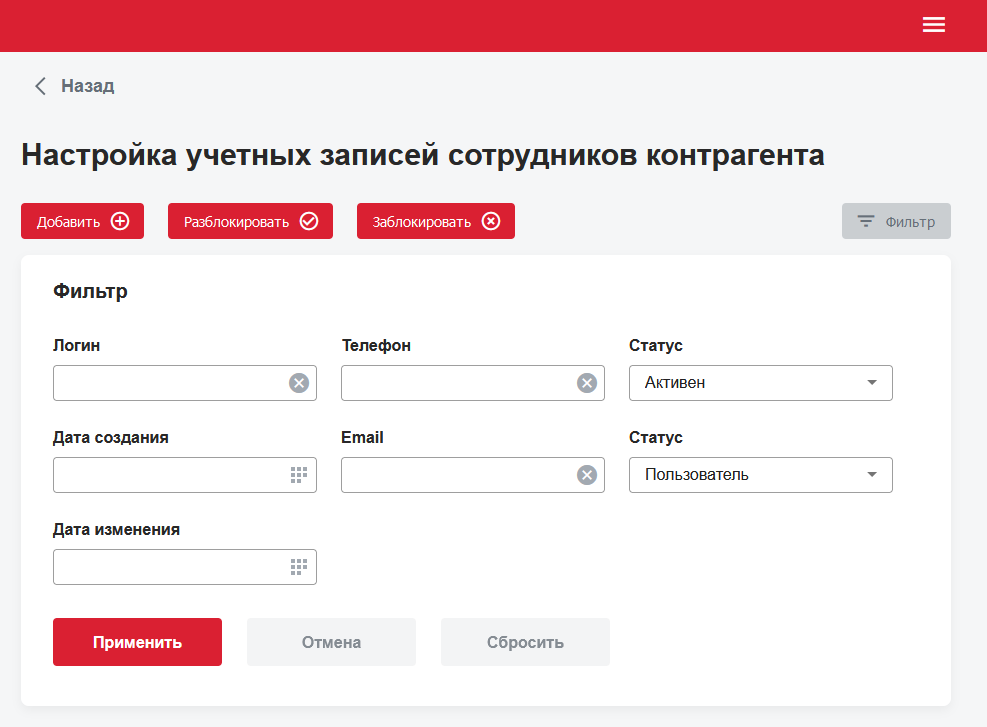 Назад
Настройка учетных записей сотрудников контрагента
Добавить Разблокировать Заблокировать Фильтр
Фильтр
Логин Телефон Статус
Активен
Дата создания Email Статус
Пользователь
Дата изменения
Применить Отмена Сбросить